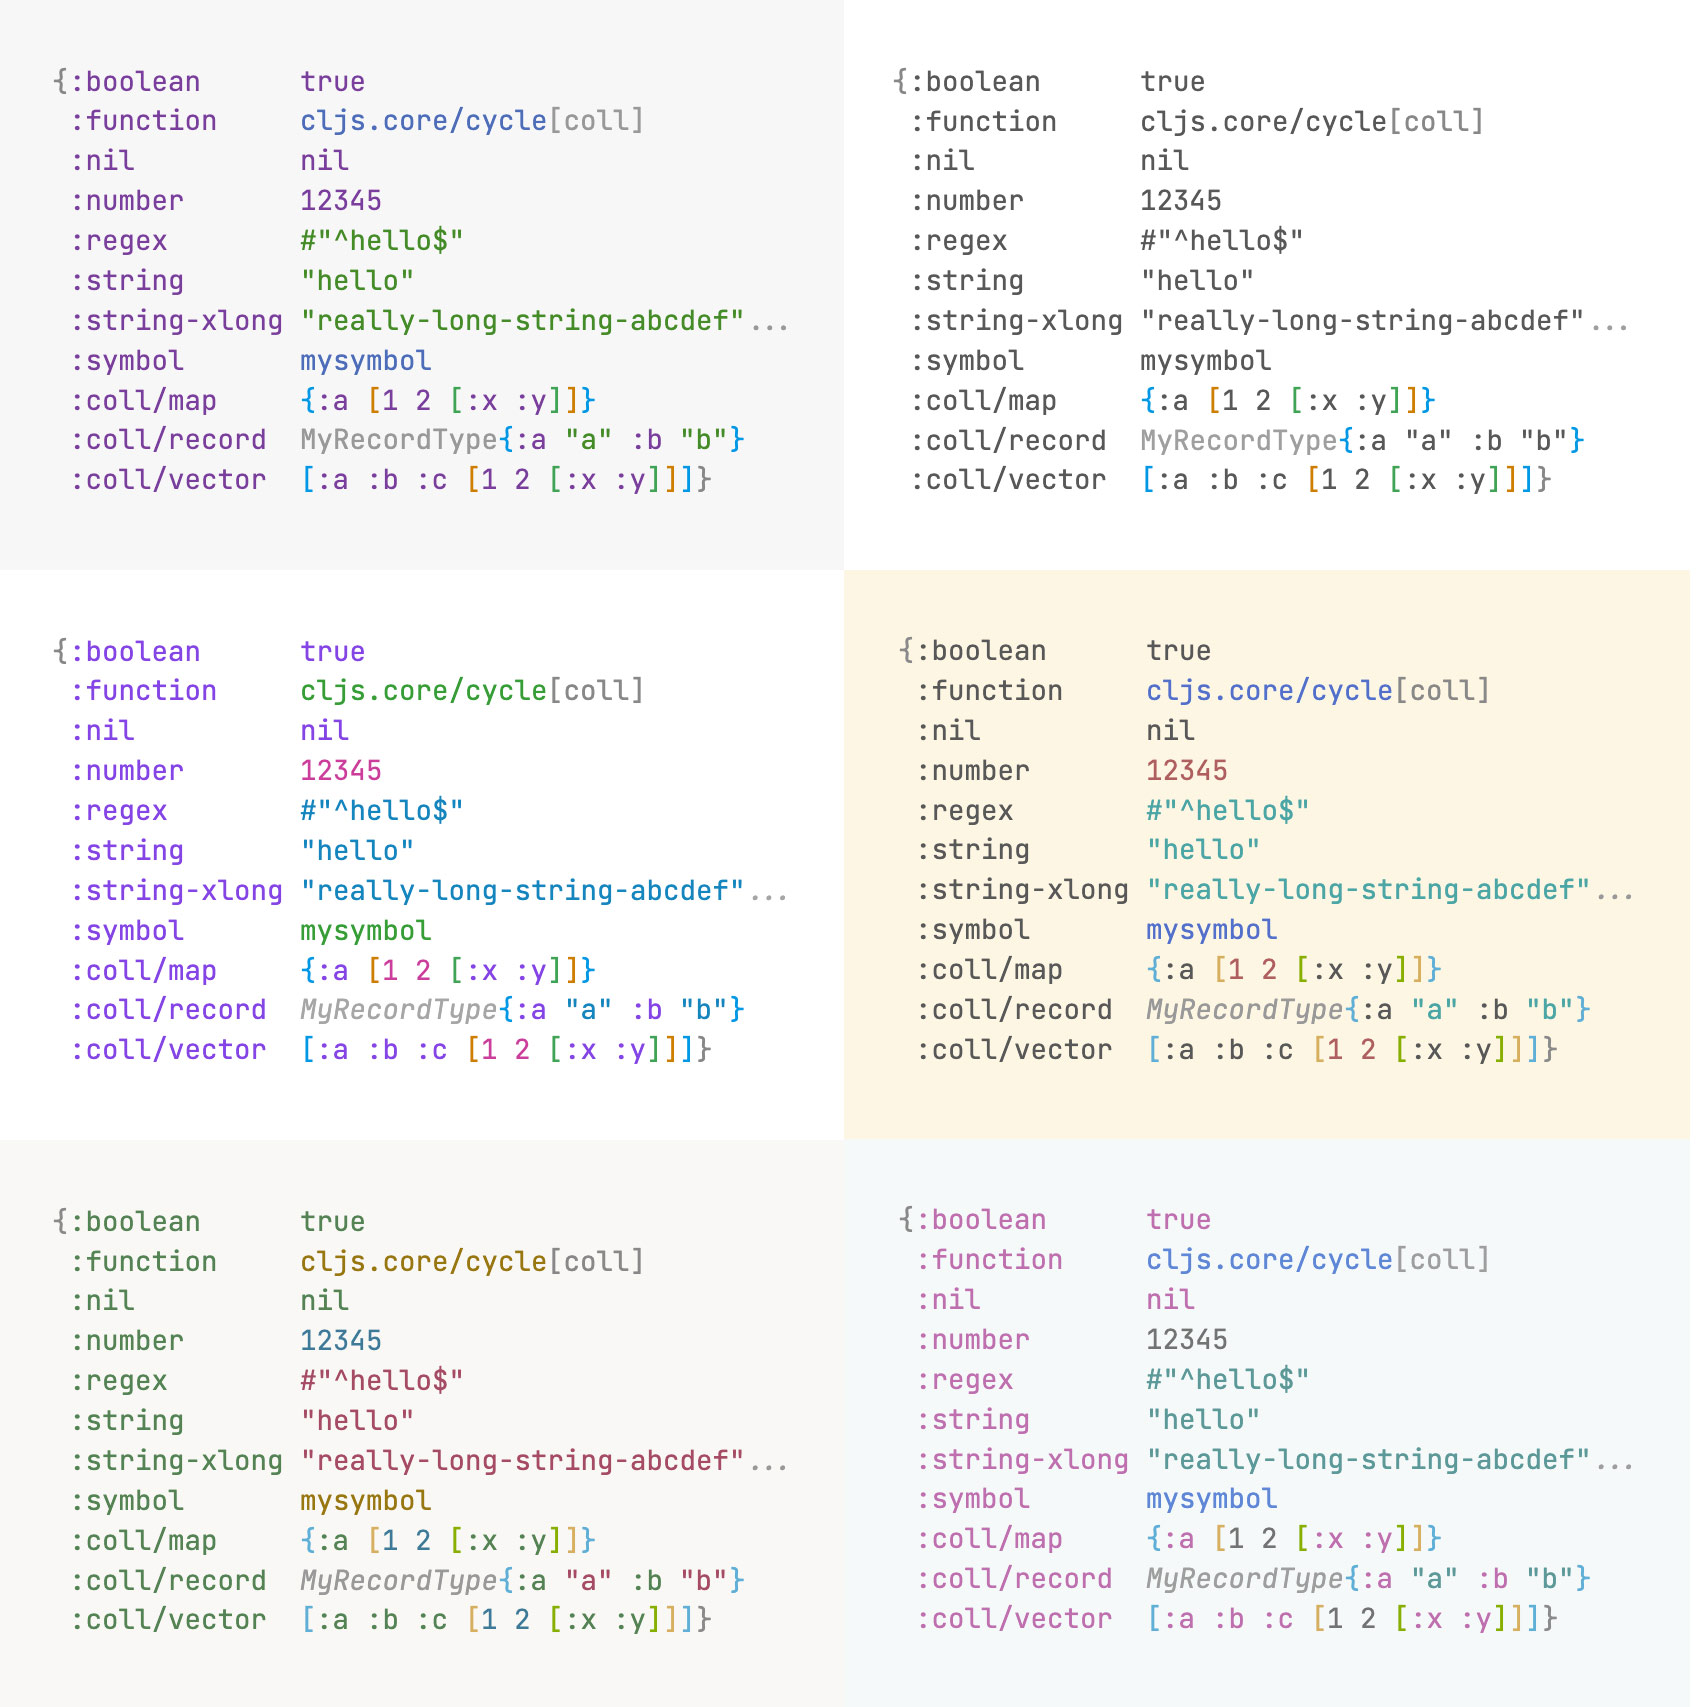 {:boolean      true
 :function     cljs.core/cycle[coll]
 :nil          nil
 :number       12345
 :regex        #"^hello$"
 :string       "hello"
 :string-xlong "really-long-string-abcdef"...
 :symbol       mysymbol
 :coll/map     {:a [1 2 [:x :y]]}
 :coll/record  MyRecordType{:a "a" :b "b"}
 :coll/vector  [:a :b :c [1 2 [:x :y]]]}
{:boolean      true
 :function     cljs.core/cycle[coll]
 :nil          nil
 :number       12345
 :regex        #"^hello$"
 :string       "hello"
 :string-xlong "really-long-string-abcdef"...
 :symbol       mysymbol
 :coll/map     {:a [1 2 [:x :y]]}
 :coll/record  MyRecordType{:a "a" :b "b"}
 :coll/vector  [:a :b :c [1 2 [:x :y]]]}
{:boolean      true
 :function     cljs.core/cycle[coll]
 :nil          nil
 :number       12345
 :regex        #"^hello$"
 :string       "hello"
 :string-xlong "really-long-string-abcdef"...
 :symbol       mysymbol
 :coll/map     {:a [1 2 [:x :y]]}
 :coll/record  MyRecordType{:a "a" :b "b"}
 :coll/vector  [:a :b :c [1 2 [:x :y]]]}
{:boolean      true
 :function     cljs.core/cycle[coll]
 :nil          nil
 :number       12345
 :regex        #"^hello$"
 :string       "hello"
 :string-xlong "really-long-string-abcdef"...
 :symbol       mysymbol
 :coll/map     {:a [1 2 [:x :y]]}
 :coll/record  MyRecordType{:a "a" :b "b"}
 :coll/vector  [:a :b :c [1 2 [:x :y]]]}
{:boolean      true
 :function     cljs.core/cycle[coll]
 :nil          nil
 :number       12345
 :regex        #"^hello$"
 :string       "hello"
 :string-xlong "really-long-string-abcdef"...
 :symbol       mysymbol
 :coll/map     {:a [1 2 [:x :y]]}
 :coll/record  MyRecordType{:a "a" :b "b"}
 :coll/vector  [:a :b :c [1 2 [:x :y]]]}
{:boolean      true
 :function     cljs.core/cycle[coll]
 :nil          nil
 :number       12345
 :regex        #"^hello$"
 :string       "hello"
 :string-xlong "really-long-string-abcdef"...
 :symbol       mysymbol
 :coll/map     {:a [1 2 [:x :y]]}
 :coll/record  MyRecordType{:a "a" :b "b"}
 :coll/vector  [:a :b :c [1 2 [:x :y]]]}